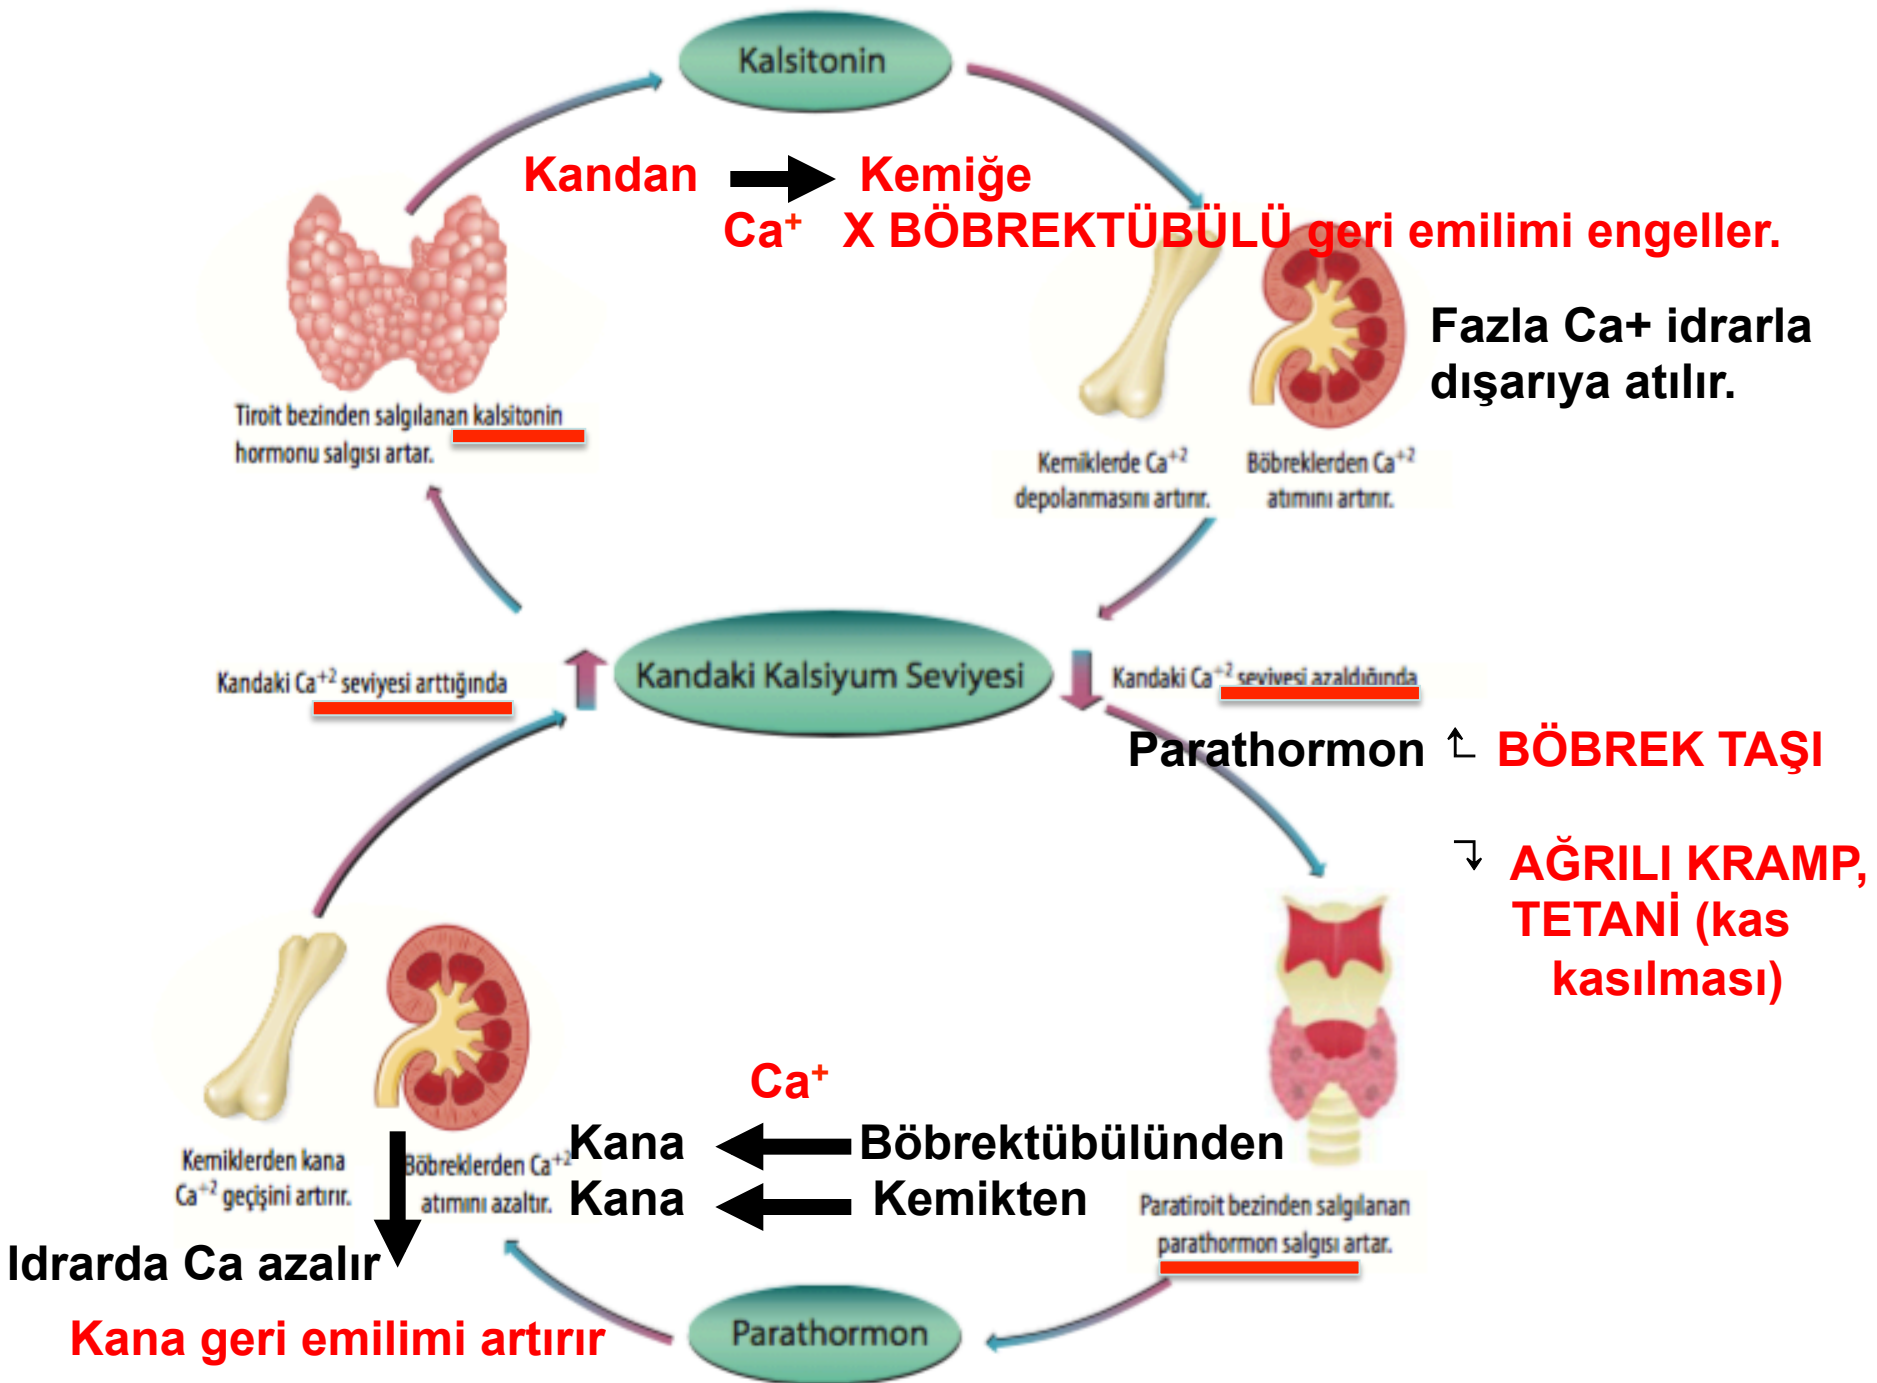 Kalsitonin
Kandan Kemiğe
Ca⁺ X BÖBREKTÜBÜLÜ geri emilimi engeller.
Fazla Ca+ idrarla
dışarıya atılır.
Tiroit bezinden salgılanan kalsitonin
hormonu salgısı artar.
Kemiklerde Ca⁺²
depolanmasını artırır.
Böbreklerden Ca⁺²
atımını artırır.
Kandaki Ca⁺² seviyesi arttığında
Kandaki Kalsiyum Seviyesi
Kandaki Ca⁺² seviyesi azaldığında
Parathormon BÖBREK TAŞI
AĞRILI KRAMP,
TETANİ (kas
kasılması)
Ca⁺
Kana Böbrektübülünden
Kana Kemikten
Kemiklerden kana
Ca⁺² geçişini artırır.
Böbreklerden Ca⁺²
atımını azaltır.
Paratiroit bezinden salgılanan
parathormon salgısı artar.
Idrarda Ca azalır
Kana geri emilimi artırır
Parathormon